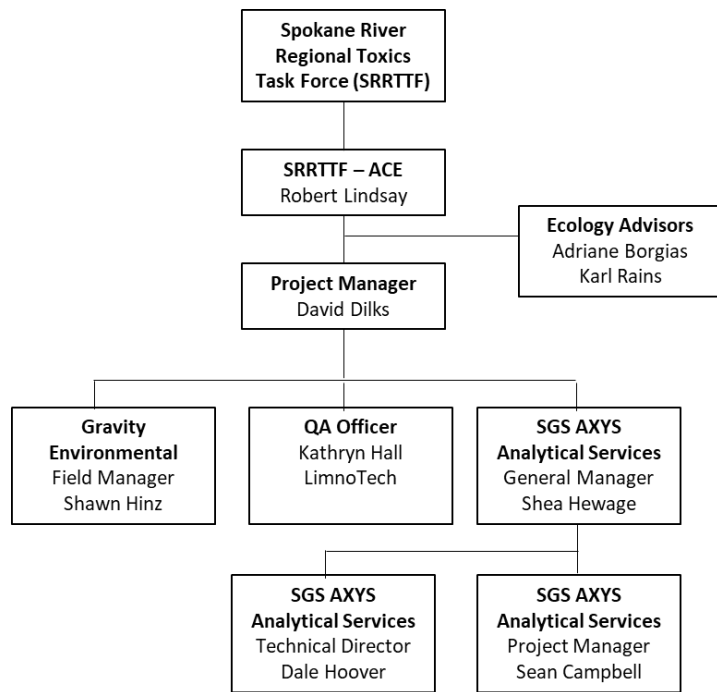 Spokane River
Regional Toxics
Task Force (SRRTTF)
SRRTTF – ACE
Robert Lindsay
Ecology Advisors
Adriane Borgias
Karl Rains
Project Manager
David Dilks
Gravity
Environmental
Field Manager
Shawn Hinz
QA Officer
Kathryn Hall
LimnoTech
SGS AXYS
Analytical Services
General Manager
Shea Hewage
SGS AXYS
Analytical Services
Technical Director
Dale Hoover
SGS AXYS
Analytical Services
Project Manager
Sean Campbell